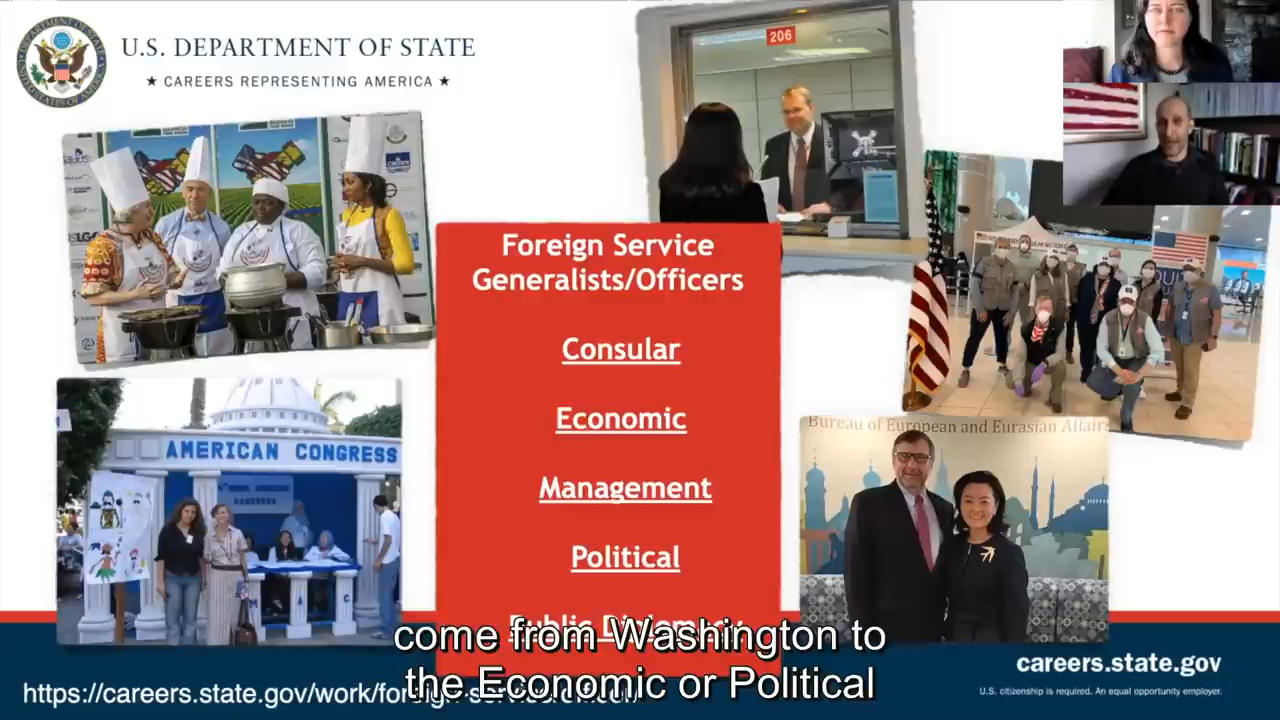 U.S. DEPARTMENT OF STATE
★ CAREERS REPRESENTING AMERICA ★
206
AMERICAN CONGRESS
Foreign Service
Generalists/Officers
Consular
Economic
Management
Political
Bureau of European and Eurasian Affairs
come from Washington to
the Economic or Political
careers.state.gov
U.S. citizenship is required. An equal opportunity employer.